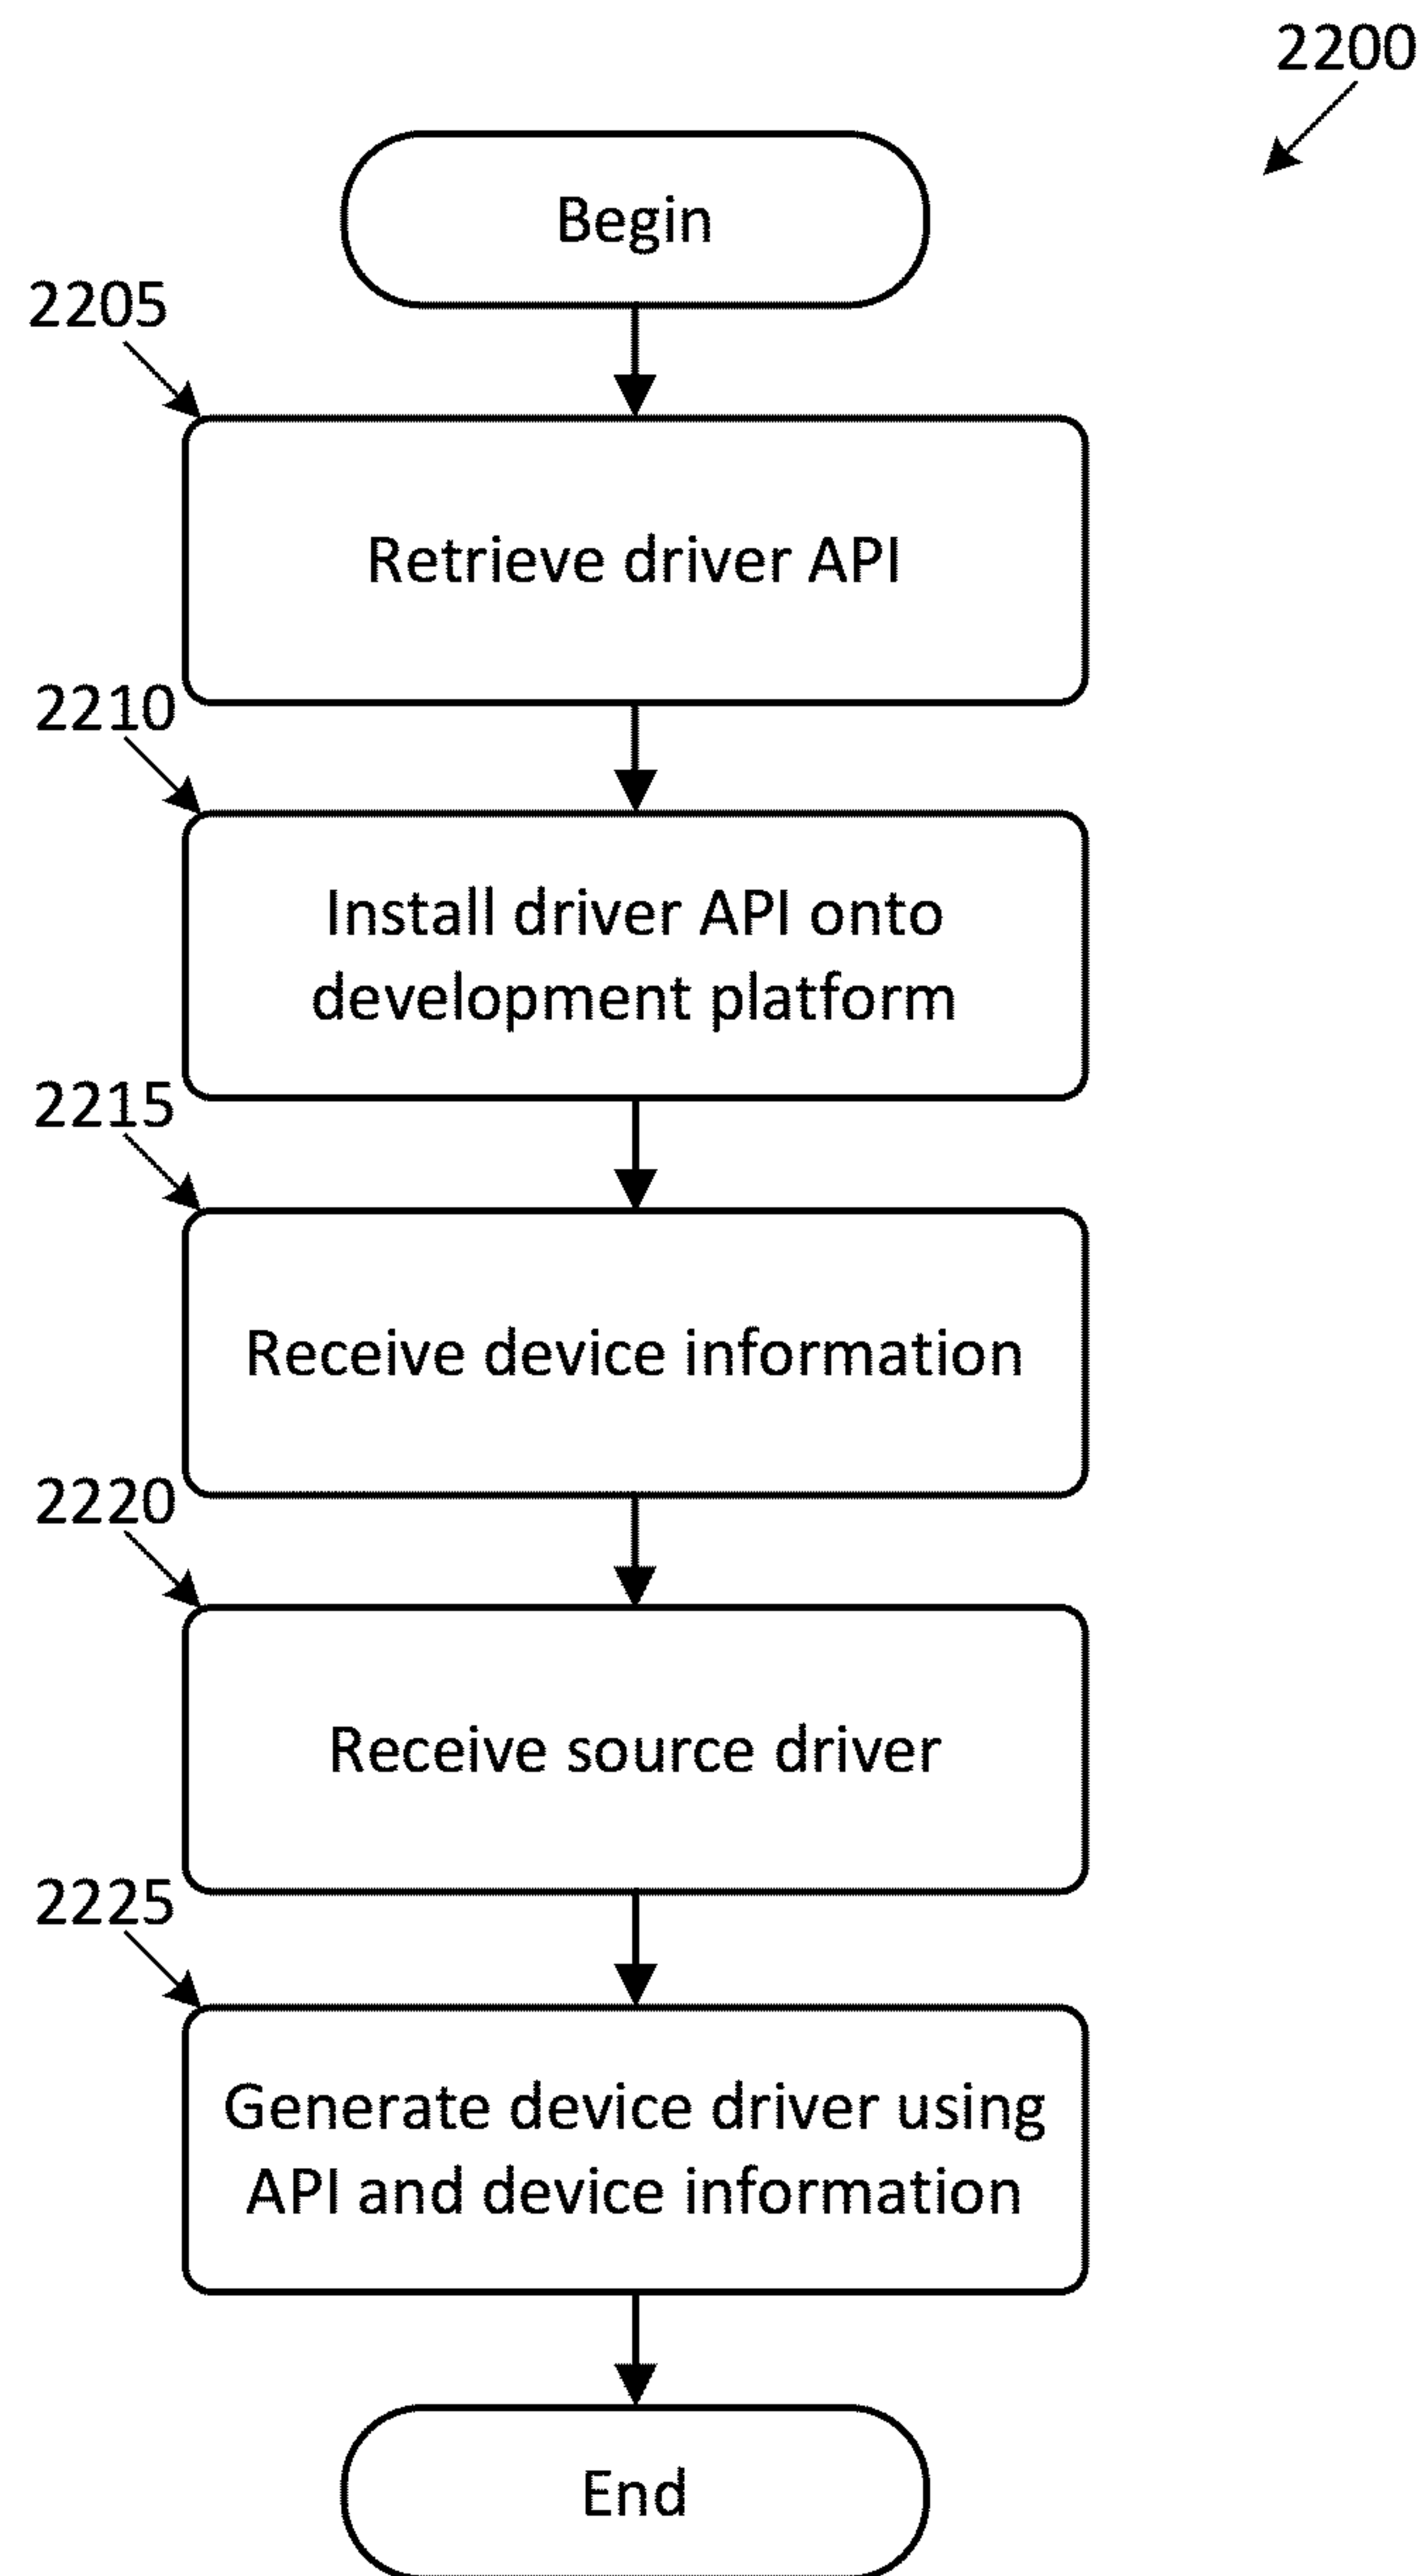 2200
Begin
2205
Retrieve driver API
2210
Install driver API onto
development platform
2215
Receive device information
2220
Receive source driver
2225
Generate device driver using
API and device information
End